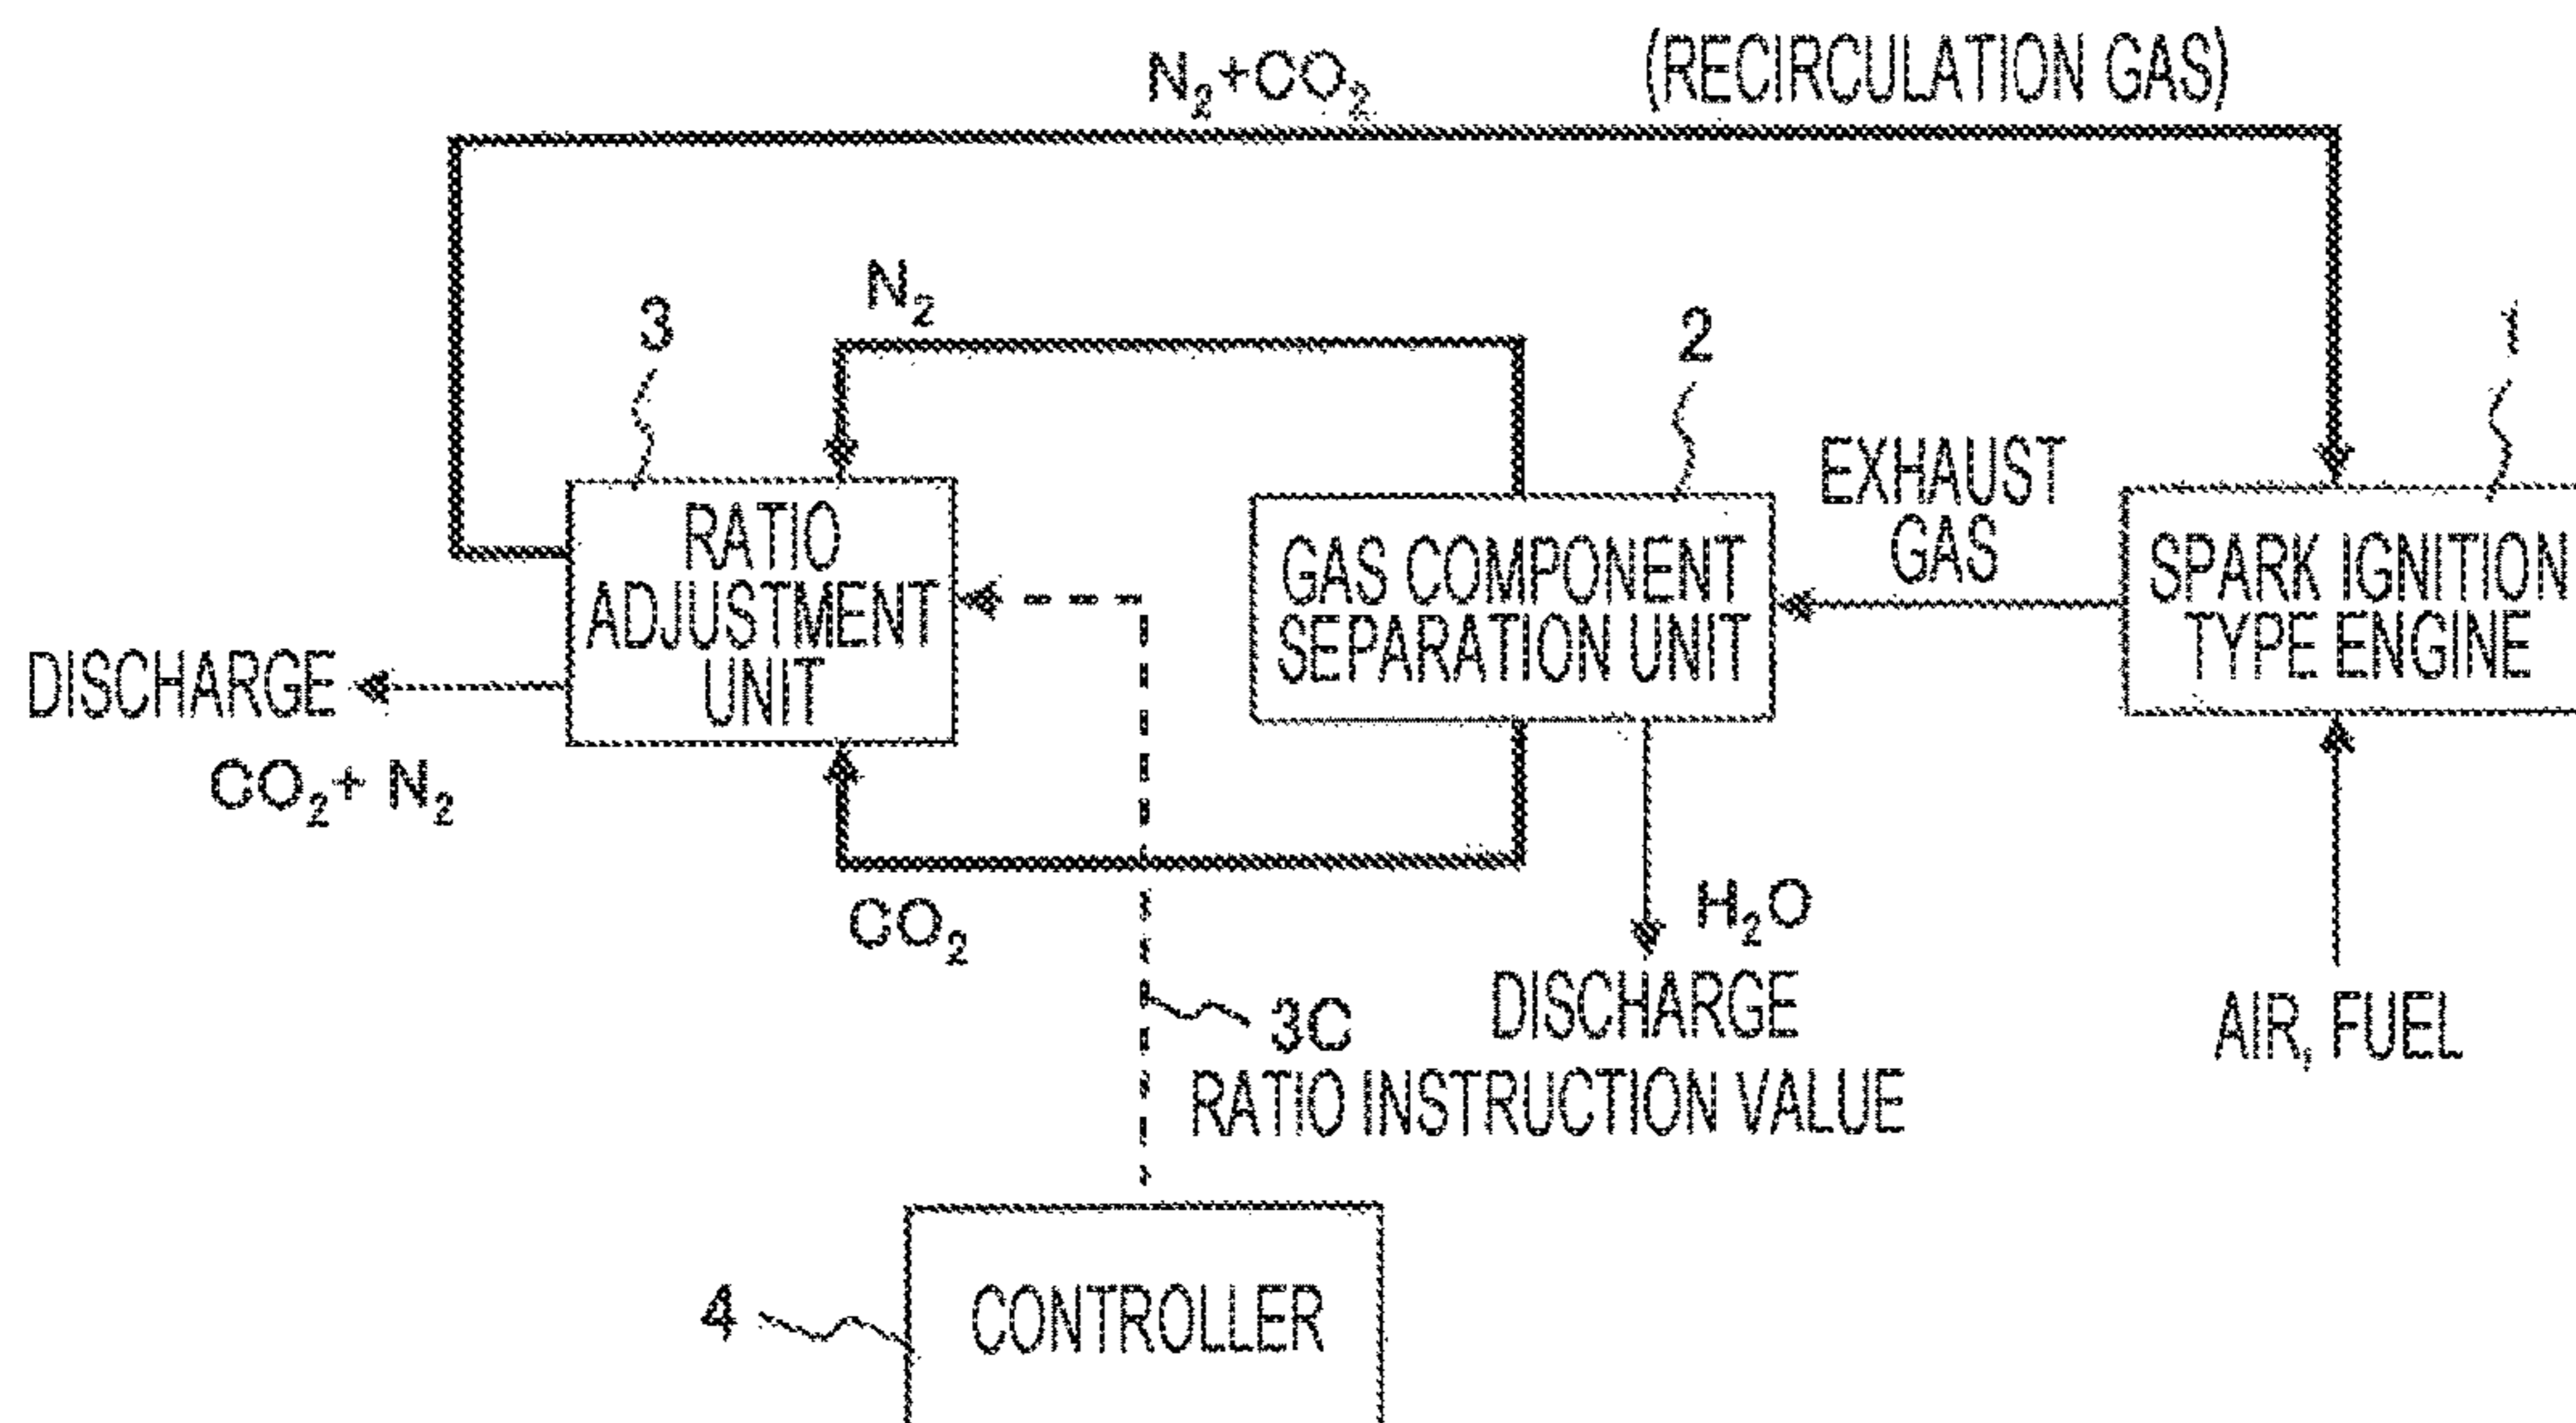 N₂+CO₂ (RECIRCULATION GAS)
N₂
3
2
1
EXHAUST
GAS
RATIO
ADJUSTMENT
UNIT
GAS COMPONENT
SEPARATION UNIT
SPARK IGNITION
TYPE ENGINE
DISCHARGE
CO₂+ N₂
CO₂
H₂O
DISCHARGE
3C
RATIO INSTRUCTION VALUE
AIR, FUEL
4
CONTROLLER